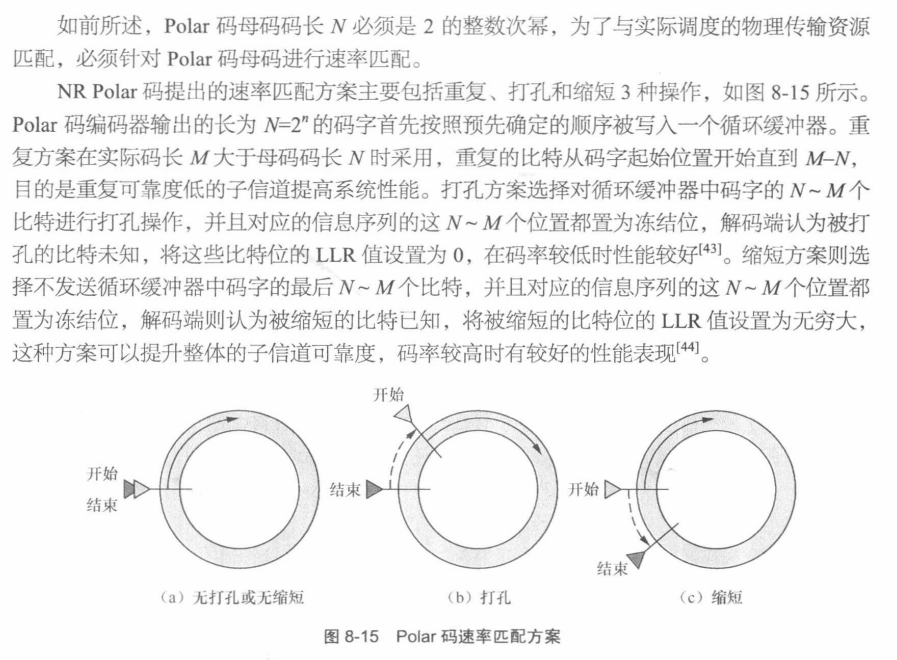 如前所述，Polar 码母码码长 N 必须是 2 的整数次幂，为了与实际调度的物理传输资源
匹配，必须针对 Polar 码母码进行速率匹配。
NR Polar 码提出的速率匹配方案主要包括重复、打孔和缩短 3 种操作，如图 8-15 所示。
Polar 码编码器输出的长为 N=2ⁿ 的码字首先按照预先确定的顺序被写入一个循环缓冲器。重
复方案在实际码长 M 大于母码码长 N 时采用，重复的比特从码字起始位置开始直到 M–N，
目的是重复可靠度低的子信道提高系统性能。打孔方案选择对循环缓冲器中码字的 N ~ M 个
比特进行打孔操作，并且对应的信息序列的这 N ~ M 个位置都置为冻结位，解码端认为被打
孔的比特未知，将这些比特位的 LLR 值设置为 0，在码率较低时性能较好[43]。缩短方案则选
择不发送循环缓冲器中码字的最后 N ~ M 个比特，并且对应的信息序列的这 N ~ M 个位置都
置为冻结位，解码端则认为被缩短的比特已知，将被缩短的比特位的 LLR 值设置为无穷大，
这种方案可以提升整体的子信道可靠度，码率较高时有较好的性能表现[44]。
开始
结束
（a）无打孔或无缩短
开始
结束
（b）打孔
开始
结束
（c）缩短
图 8-15 Polar 码速率匹配方案